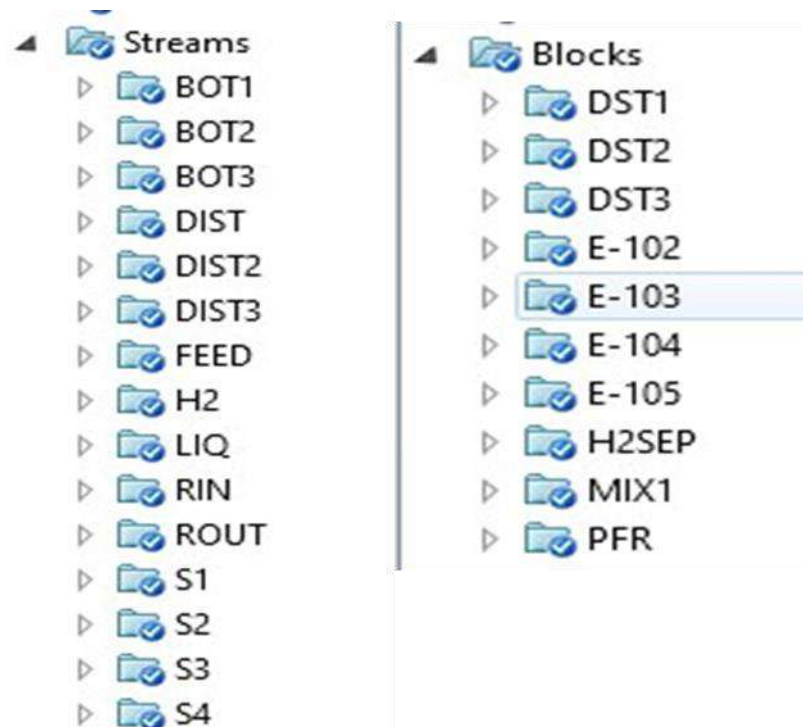 Streams
BOT1
BOT2
BOT3
DIST
DIST2
DIST3
FEED
H2
LIQ
RIN
ROUT
S1
S2
S3
S4
Blocks
DST1
DST2
DST3
E-102
E-103
E-104
E-105
H2SEP
MIX1
PFR